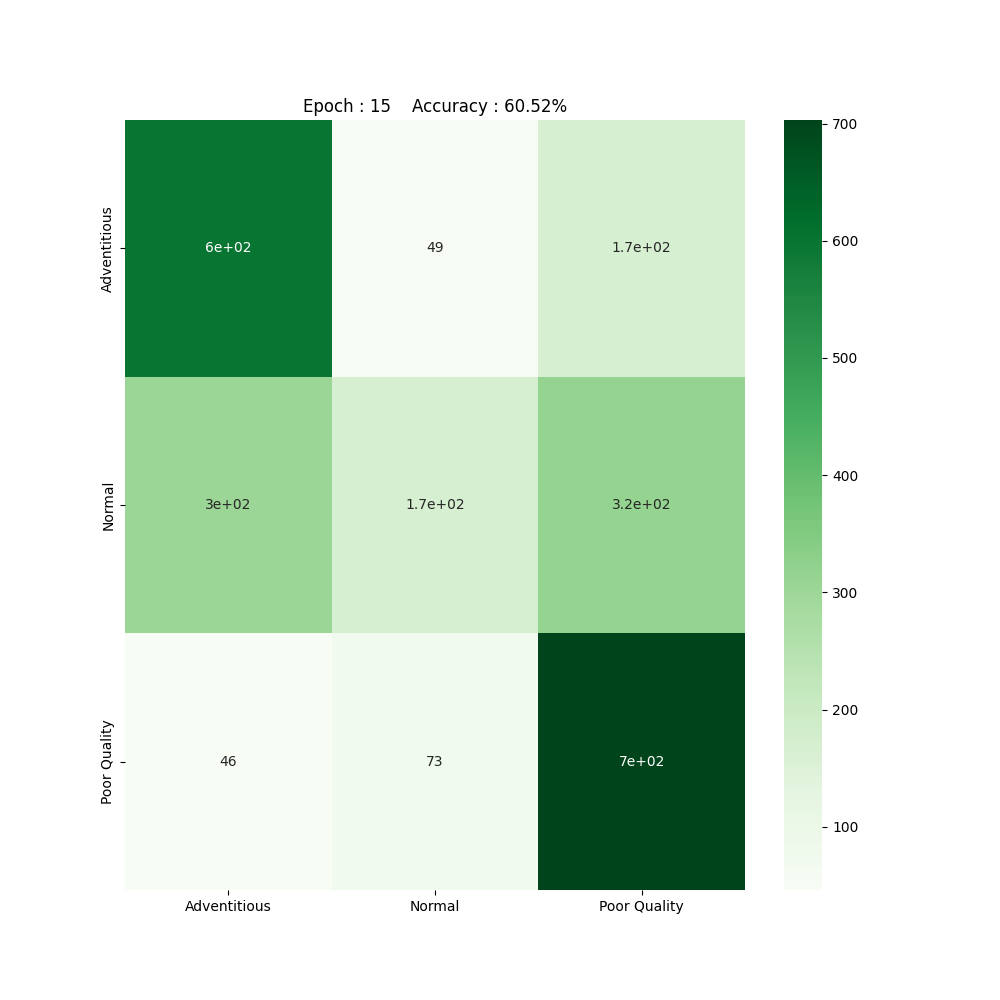 Epoch : 15    Accuracy : 60.52%
Adventitious
6e+02
49
1.7e+02
Normal
3e+02
1.7e+02
3.2e+02
Poor Quality
46
73
7e+02
Adventitious
Normal
Poor Quality
700
600
500
400
300
200
100